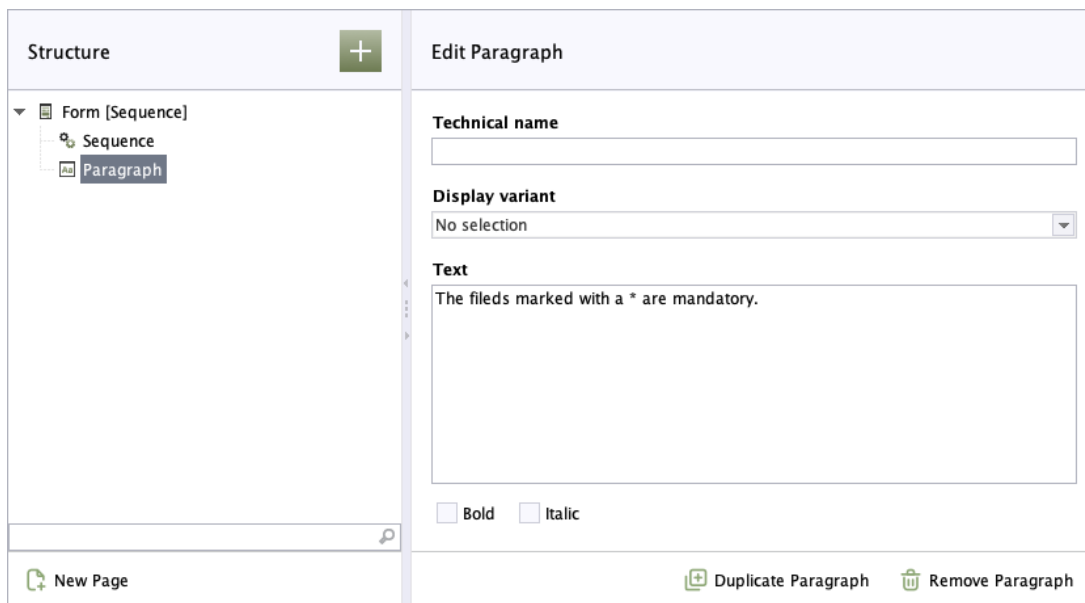 Structure
Edit Paragraph
Form [Sequence]
Sequence
Aa Paragraph
Technical name
Display variant
No selection
Text
The fileds marked with a * are mandatory.
Bold Italic
New Page
Duplicate Paragraph Remove Paragraph